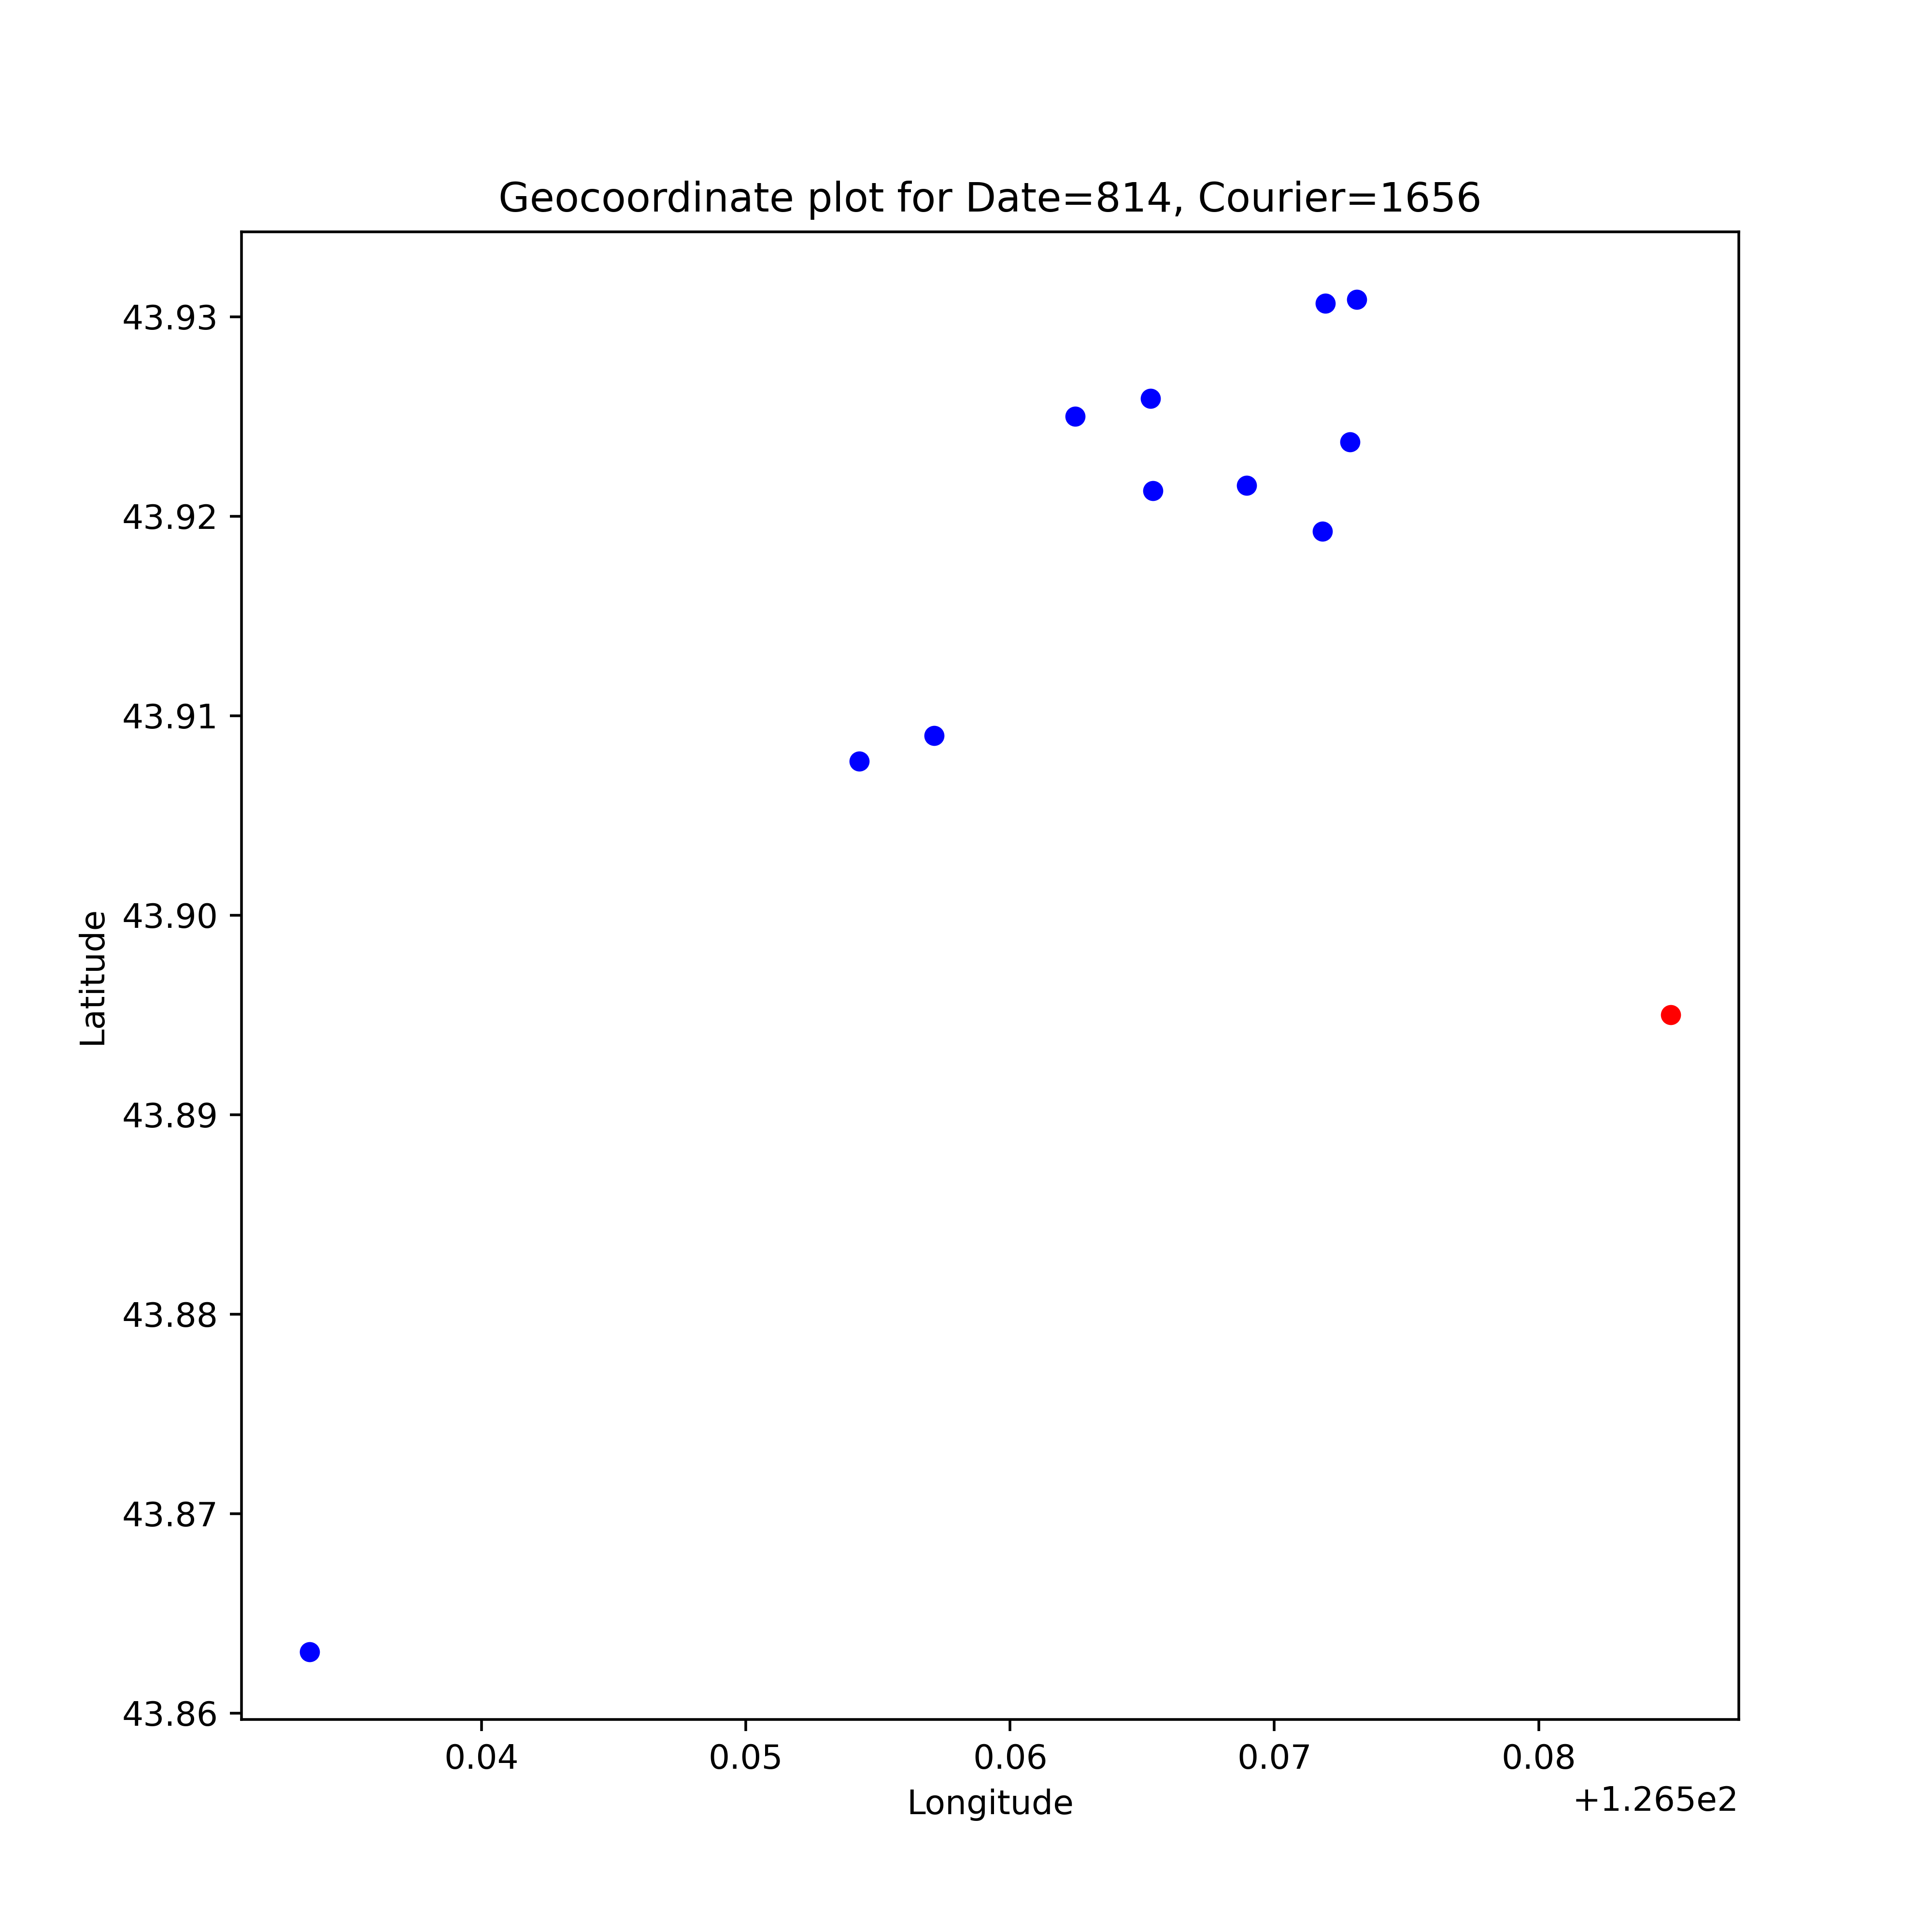 Geocoordinate plot for Date=814, Courier=1656
43.93
43.92
43.91
43.90
43.89
43.88
43.87
43.86
Latitude
0.04 0.05 0.06 0.07 0.08
Longitude
+1.265e2